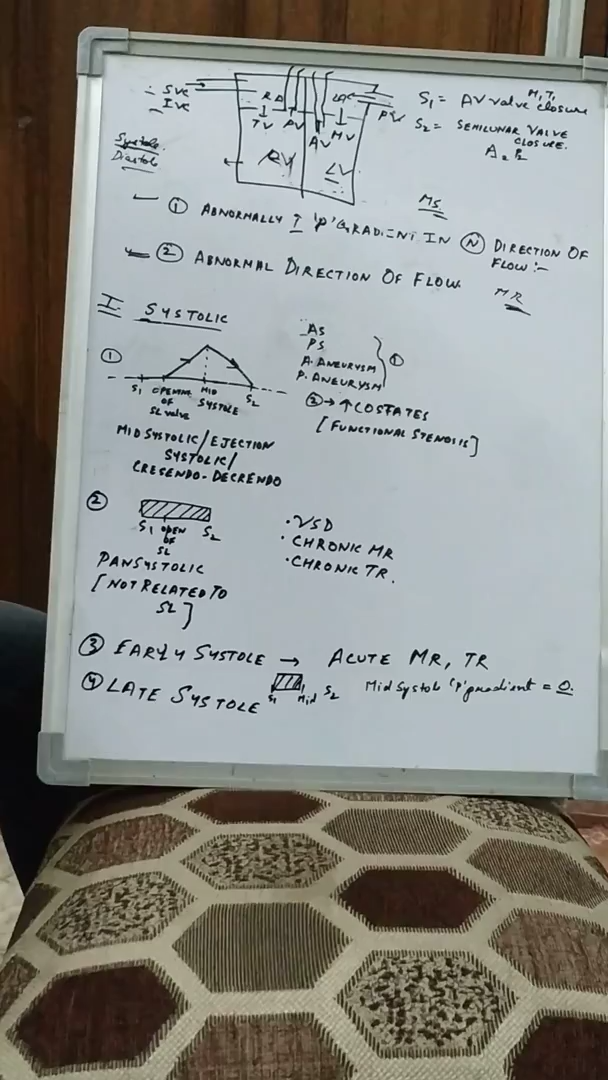 SVC
IVC
RA
LA
TV
PV
AV
MV
PV
RV
LV
Systole
Diastole
M, T,
S1 = AV valve closure
S2 = SEMILUNAR VALVE
CLOSURE.
A2 P2
MS
① ABNORMALLY ↑ 'P' GRADIENT IN Ⓝ DIRECTION OF
FLOW :-
② ABNORMAL DIRECTION OF FLOW.
MR
I. SYSTOLIC
①
S1 OPENING MID S2
OF SYSTOLE
SL valve
MIDSYSTOLIC/EJECTION
SYSTOLIC/
CRESENDO-DECRENDO
AS
PS
A. ANEURYSM
P. ANEURYSM
①
② → ↑ COSTATES
[FUNCTIONAL STENOSIS]
②
S1 OPEN S2
OF
SL
PANSYSTOLIC
[NOT RELATED TO
SL]
• VSD
• CHRONIC MR
• CHRONIC TR.
③ EARLY SYSTOLE → ACUTE MR, TR
④ LATE SYSTOLE
S1 Mid S2
Mid systole 'P' gradient = 0.